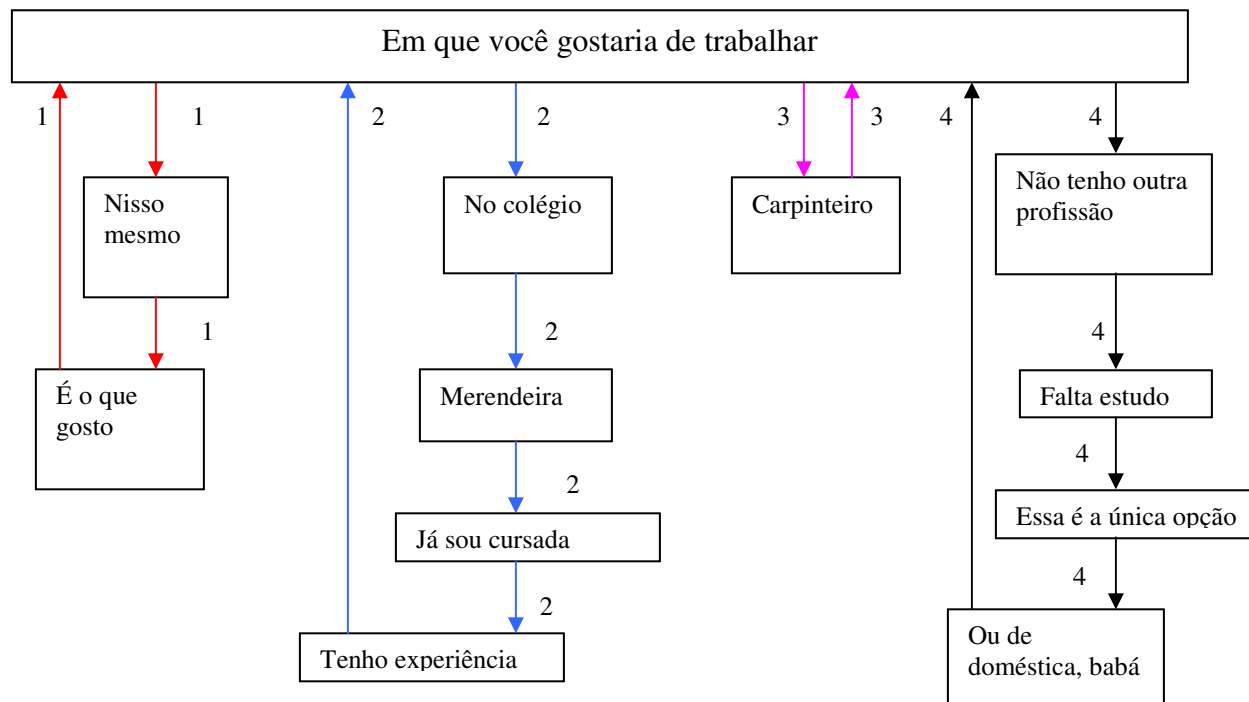 Em que você gostaria de trabalhar
1
1
2
2
3
3
4
4
Nisso
mesmo
No colégio
Carpinteiro
Não tenho outra
profissão
1
2
4
É o que
gosto
Merendeira
Falta estudo
2
4
Já sou cursada
Essa é a única opção
2
4
Tenho experiência
Ou de
doméstica, babá